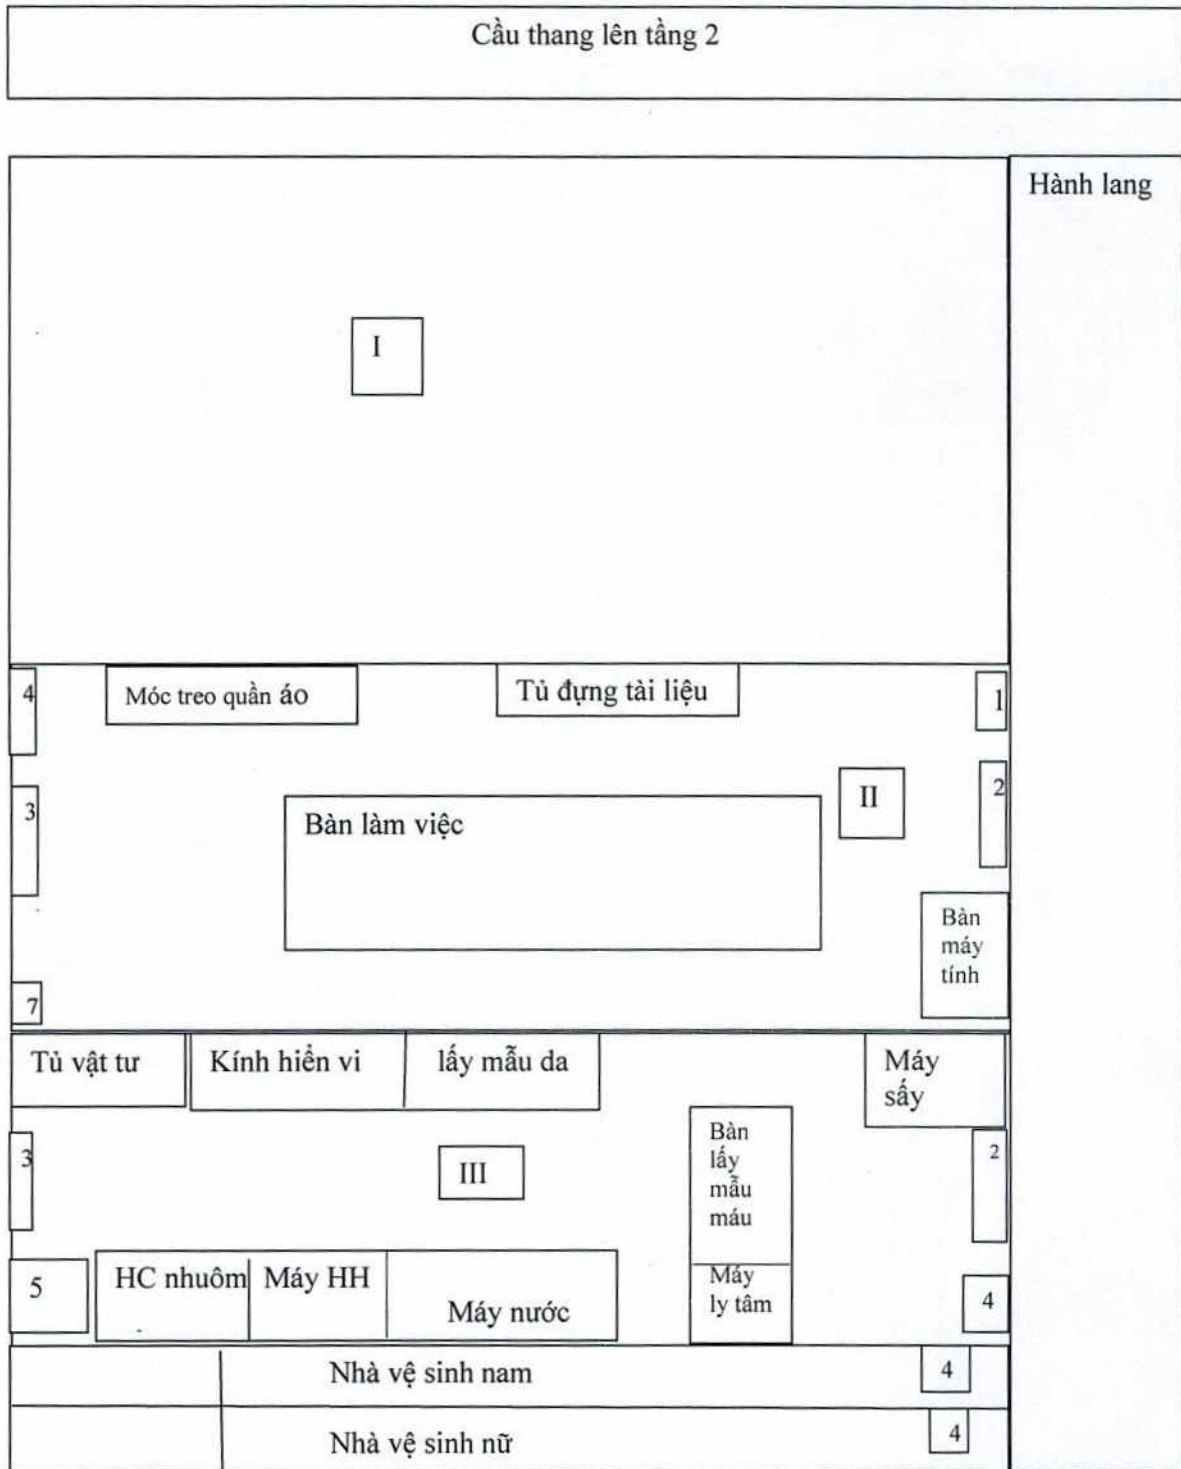 Cầu thang lên tầng 2
Hành lang
I
4
Móc treo quần áo
Tủ đựng tài liệu
1
II
2
3
Bàn làm việc
Bàn
máy
tính
7
Tủ vật tư
Kính hiển vi
lấy mẫu da
Máy
sấy
Bàn
lấy
mẫu
máu
3
III
2
5
HC nhuôm
Máy HH
Máy nước
Máy
ly tâm
4
Nhà vệ sinh nam
4
Nhà vệ sinh nữ
4